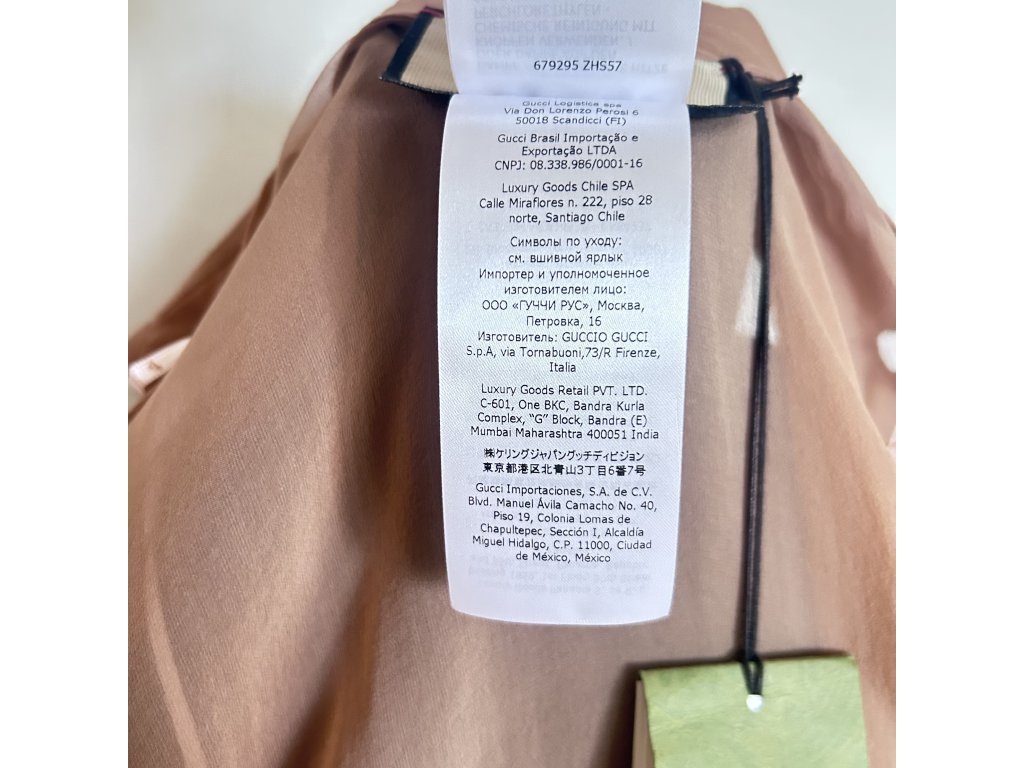 679295 ZHS57
Gucci Logistica spa
Via Don Lorenzo Perosi 6
50018 Scandicci (FI)
Gucci Brasil Importação e
Exportação LTDA
CNPJ: 08.338.986/0001-16
Luxury Goods Chile SPA
Calle Miraflores n. 222, piso 28
norte, Santiago Chile
Символы по уходу:
см. вшивной ярлык
Импортер и уполномоченное
изготовителем лицо:
ООО «ГУЧЧИ РУС», Москва,
Петровка, 16
Изготовитель: GUCCIO GUCCI
S.p.A, via Tornabuoni,73/R Firenze,
Italia
Luxury Goods Retail PVT. LTD.
C-601, One BKC, Bandra Kurla
Complex, “G” Block, Bandra (E)
Mumbai Maharashtra 400051 India
㈱ケリングジャパングッチディビジョン
東京都港区北青山3丁目6番7号
Gucci Importaciones, S.A. de C.V.
Blvd. Manuel Ávila Camacho No. 40,
Piso 19, Colonia Lomas de
Chapultepec, Sección I, Alcaldía
Miguel Hidalgo, C.P. 11000, Ciudad
de México, México